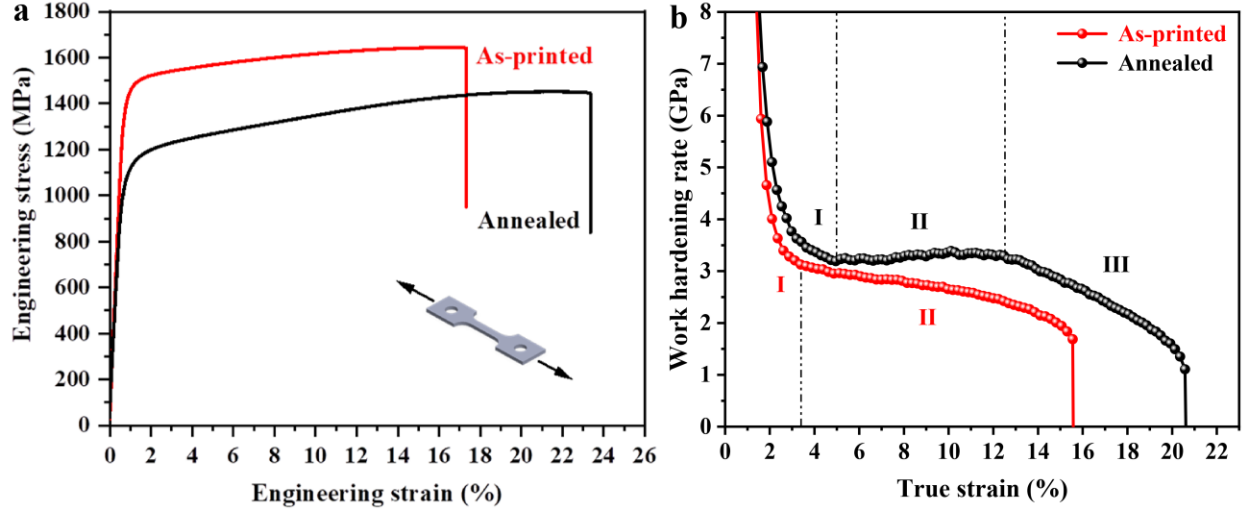 a
Engineering stress (MPa)
1800
1600
1400
1200
1000
800
600
400
200
0
As-printed
Annealed
0 2 4 6 8 10 12 14 16 18 20 22 24 26
Engineering strain (%)
b
Work hardening rate (GPa)
8
7
6
5
4
3
2
1
0
As-printed
Annealed
I
II
III
I
II
0 2 4 6 8 10 12 14 16 18 20 22
True strain (%)